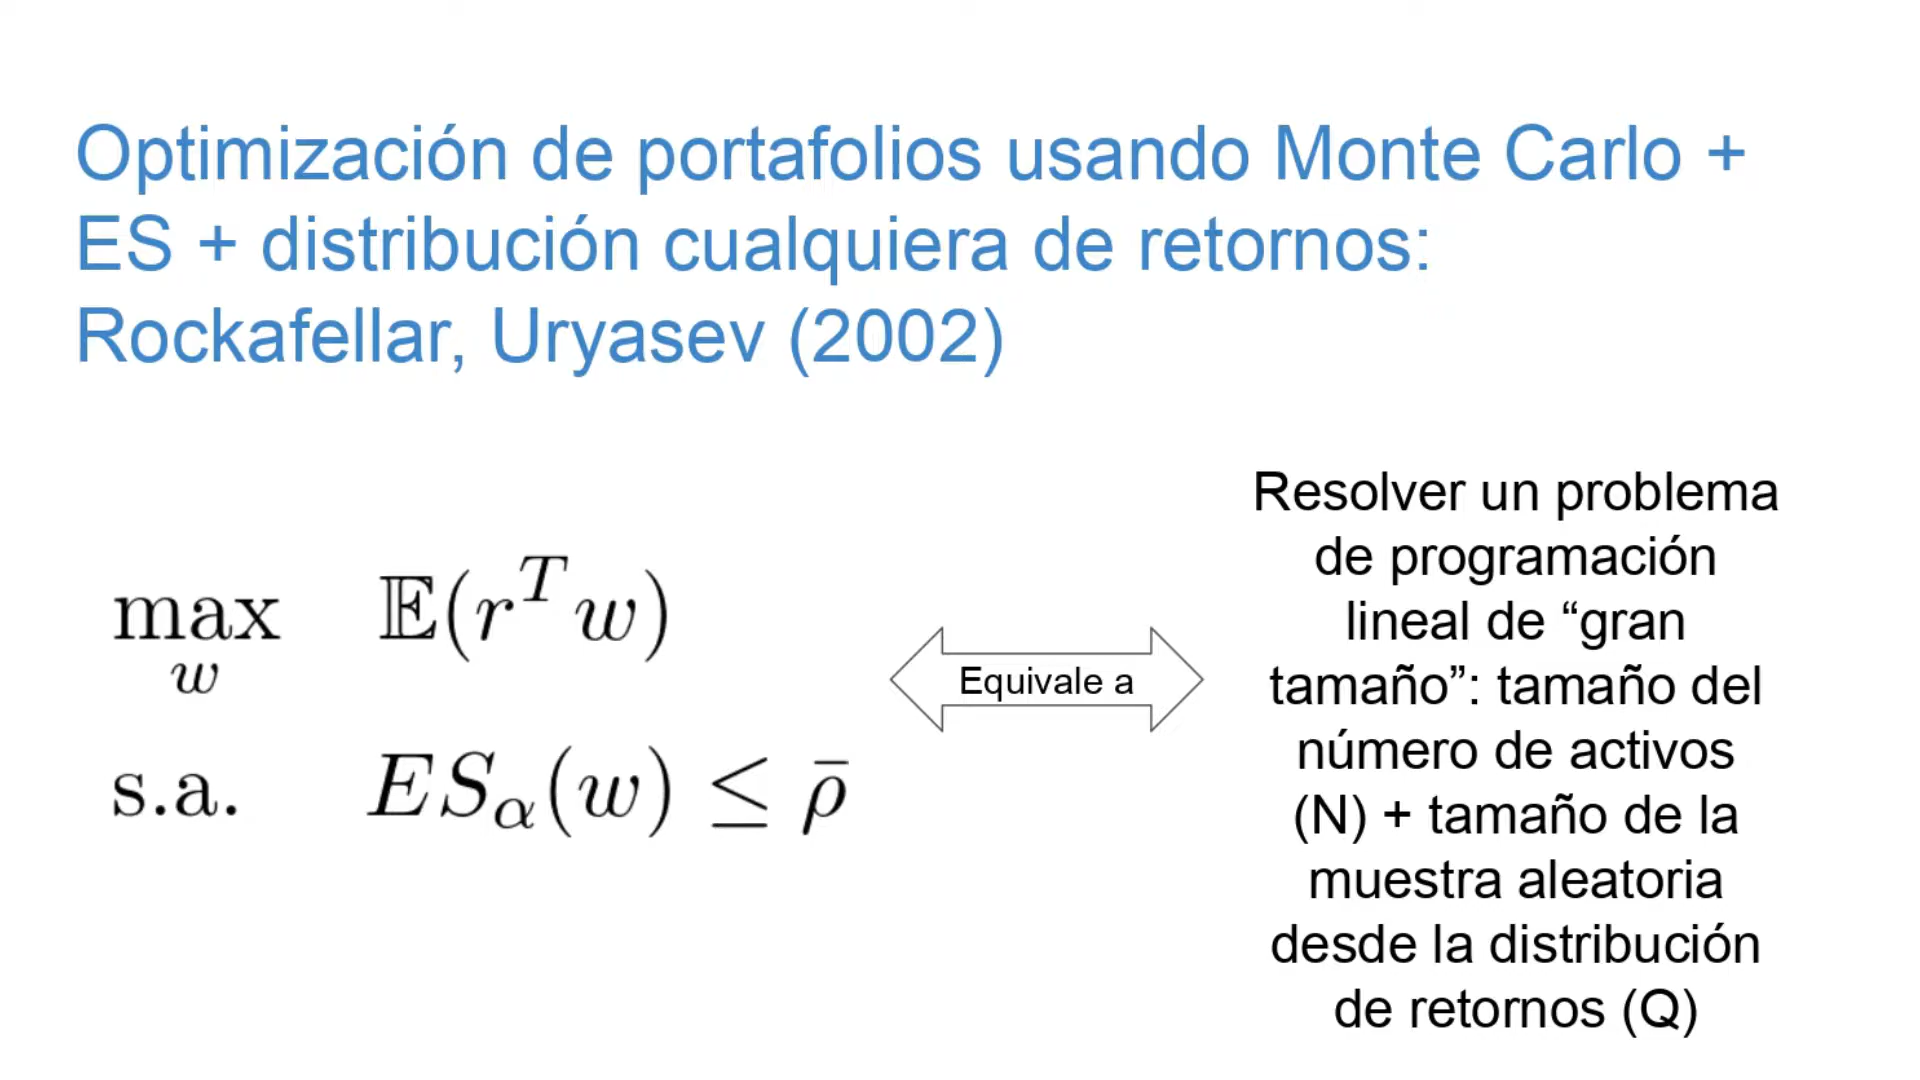 Optimización de portafolios usando Monte Carlo +
ES + distribución cualquiera de retornos:
Rockafellar, Uryasev (2002)
max 𝔼(r^T w)
w
s.a. ES_α(w) ≤ ρ̄
Equivale a
Resolver un problema
de programación
lineal de “gran
tamaño”: tamaño del
número de activos
(N) + tamaño de la
muestra aleatoria
desde la distribución
de retornos (Q)